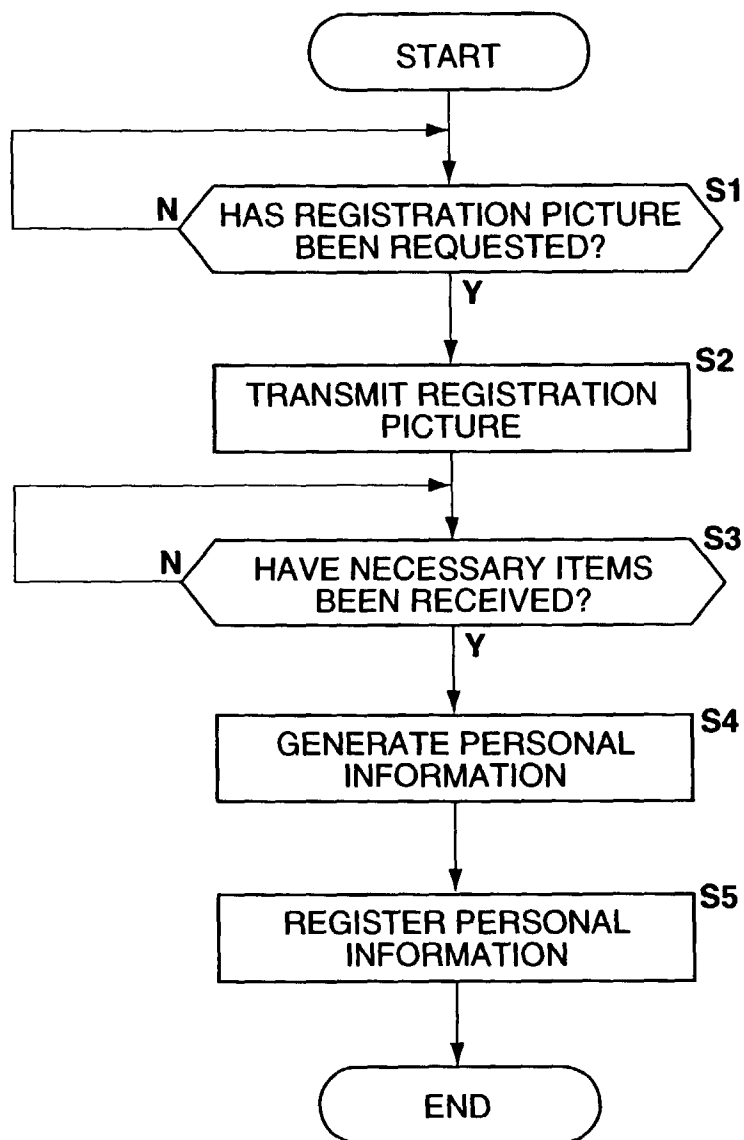 START
S1
N
HAS REGISTRATION PICTURE
BEEN REQUESTED?
Y
S2
TRANSMIT REGISTRATION
PICTURE
S3
N
HAVE NECESSARY ITEMS
BEEN RECEIVED?
Y
S4
GENERATE PERSONAL
INFORMATION
S5
REGISTER PERSONAL
INFORMATION
END